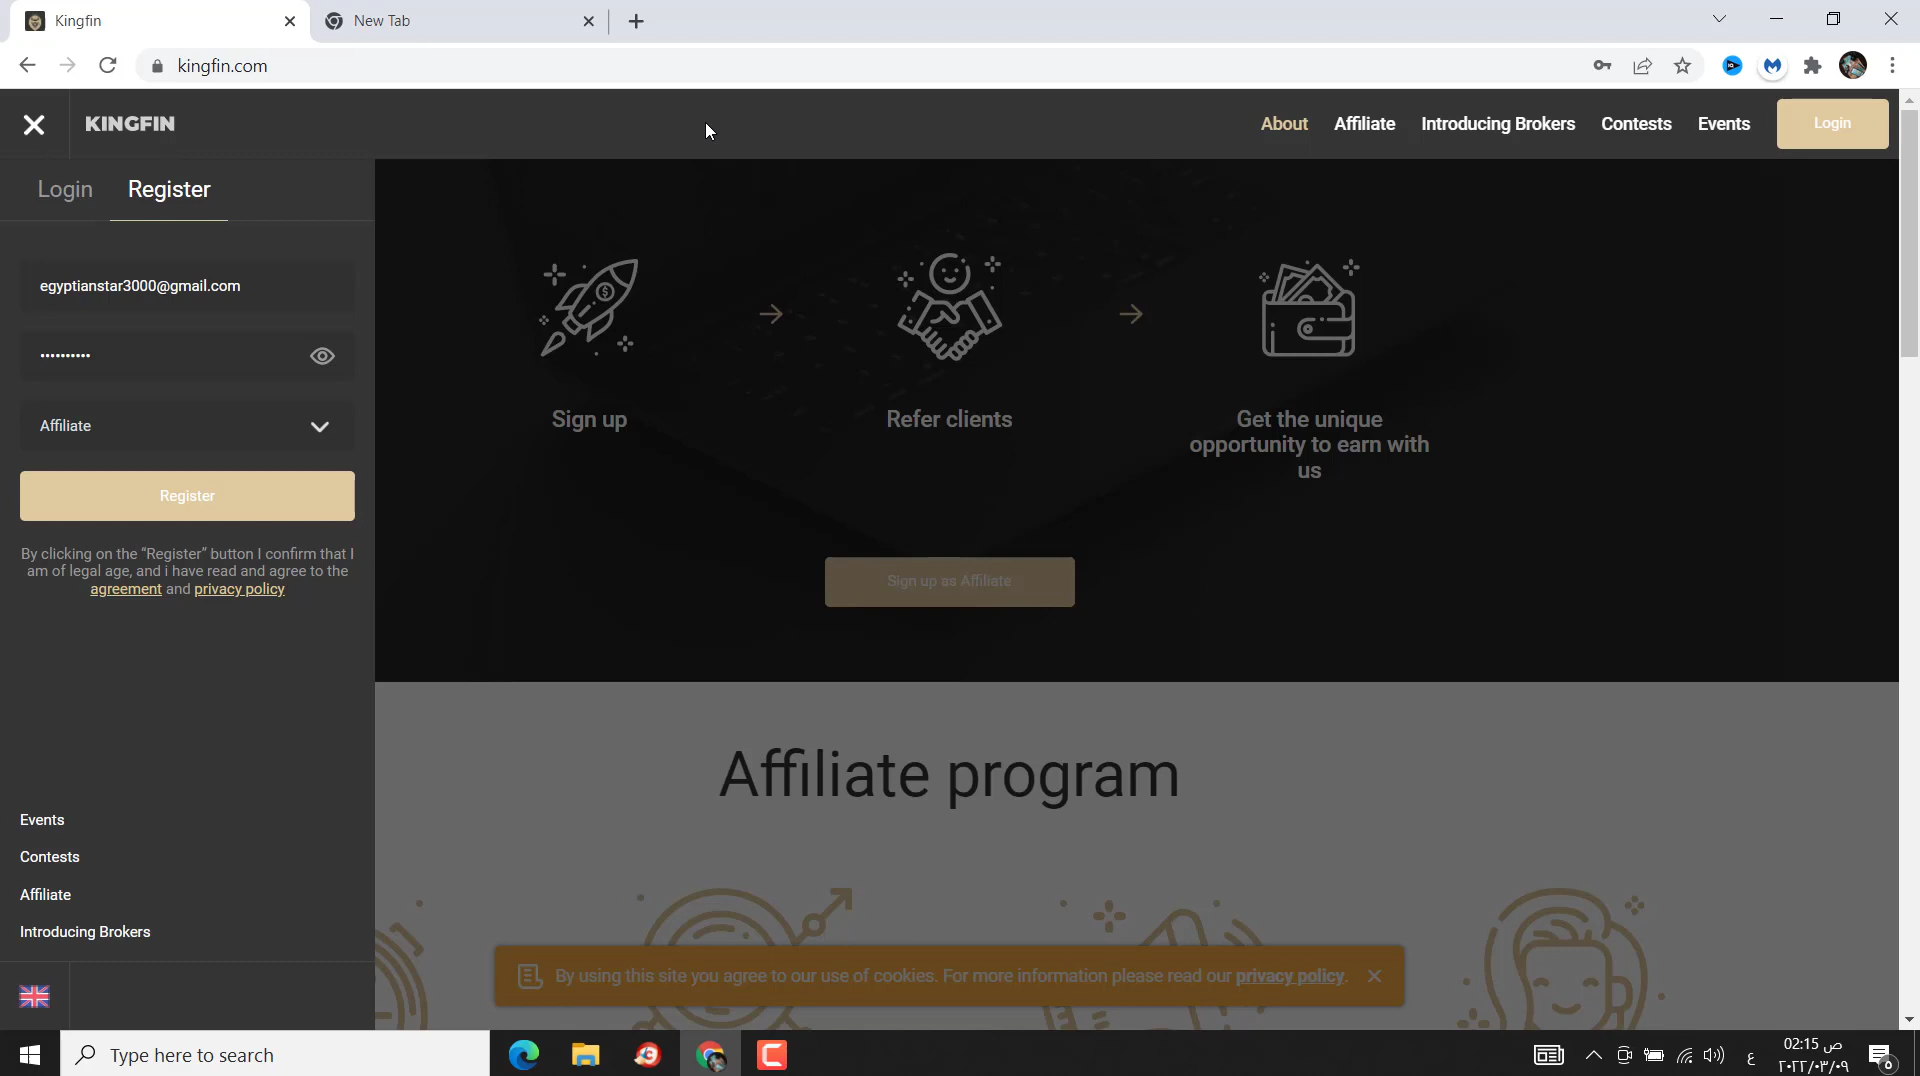 Kingfin
New Tab
kingfin.com
KINGFIN
About
Affiliate
Introducing Brokers
Contests
Events
Login
Login
Register
egyptianstar3000@gmail.com
••••••••••
Affiliate
Register
By clicking on the “Register” button I confirm that I
am of legal age, and i have read and agree to the
agreement and privacy policy
Sign up
Refer clients
Get the unique
opportunity to earn with
us
Sign up as Affiliate
Affiliate program
Events
Contests
Affiliate
Introducing Brokers
By using this site you agree to our use of cookies. For more information please read our privacy policy.
Type here to search
ع
02:15 ص
٢٠٢٢/٠٣/٠٩
٥